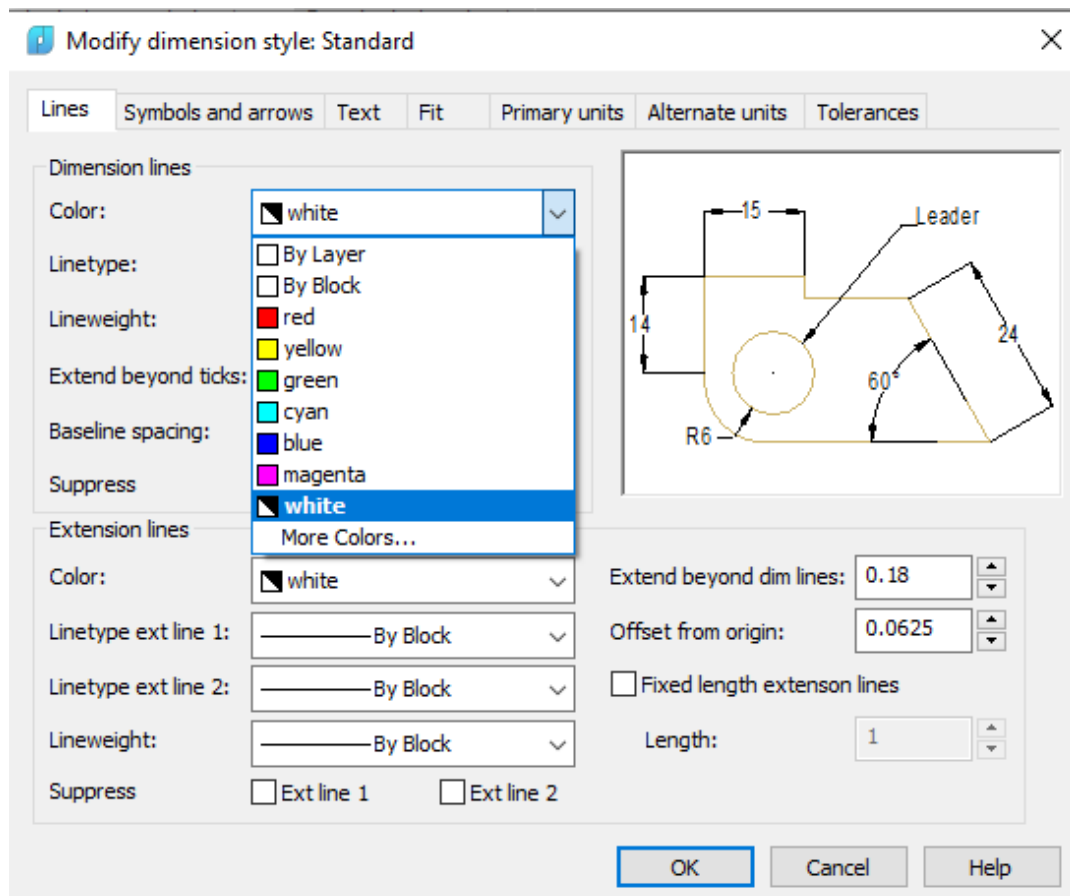 Modify dimension style: Standard
Lines Symbols and arrows Text Fit Primary units Alternate units Tolerances
Dimension lines
Color: white
By Layer
Linetype:
By Block
Lineweight: red
yellow
Extend beyond ticks: green
cyan
Baseline spacing: blue
magenta
Suppress
white
More Colors...
15
Leader
14
24
60°
R6
Extension lines
Color: white
Linetype ext line 1: By Block
Linetype ext line 2: By Block
Lineweight: By Block
Suppress Ext line 1 Ext line 2
Extend beyond dim lines: 0.18
Offset from origin: 0.0625
Fixed length extenson lines
Length: 1
OK Cancel Help